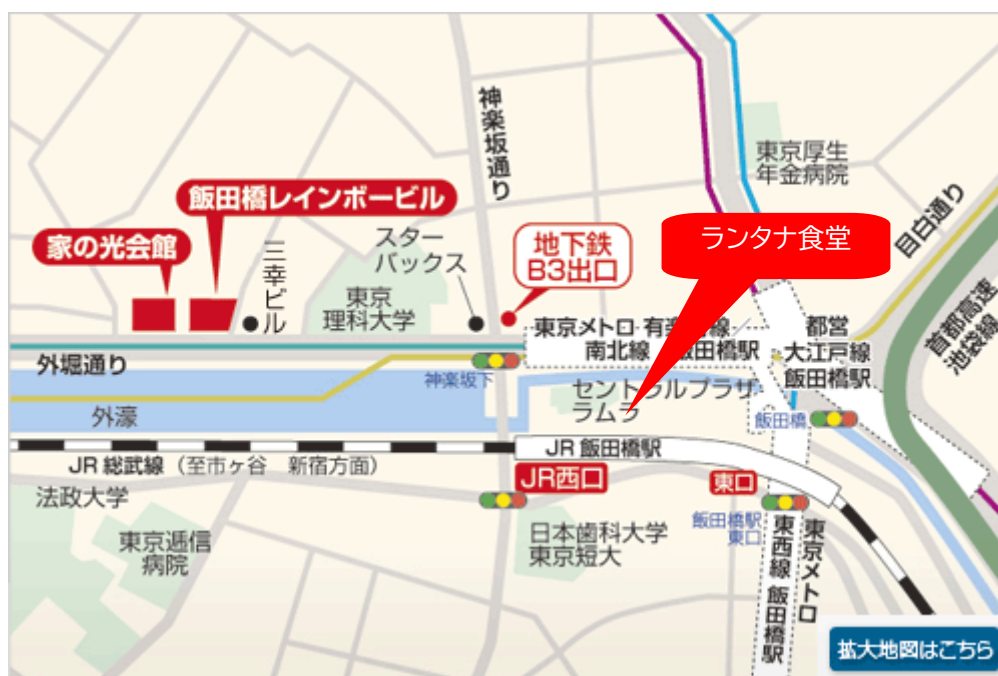 神楽坂通り
東京厚生
年金病院
目白通り
飯田橋レインボービル
家の光会館
三幸ビル
スター
バックス
地下鉄
B3出口
ランタナ食堂
首都高速
池袋線
東京
理科大学
東京メトロ 有楽
線
南北線
飯田橋駅
都営
大江戸線
飯田橋駅
外堀通り
神楽坂下
セント
ルプラザ
ラムラ
外濠
飯田橋
JR 総武線（至市ヶ谷　新宿方面）
JR 飯田橋駅
JR西口
東口
法政大学
東京逓信
病院
日本歯科大学
東京短大
飯田橋駅
東口
東西線 飯田橋駅
東京メトロ
拡大地図はこちら